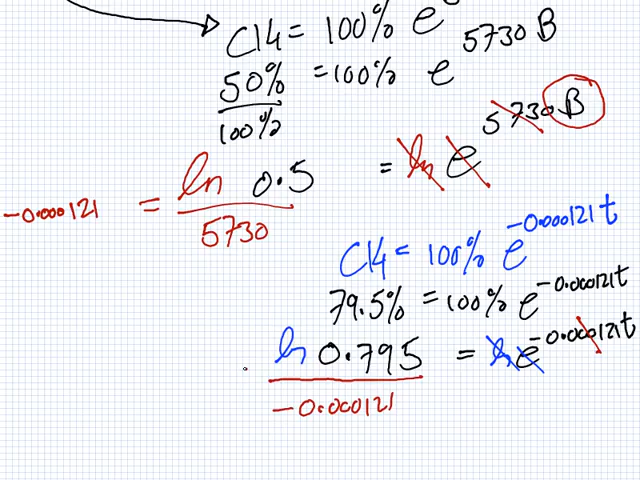 C14 = 100% e
5730 B
50% = 100% e
100%
5730 B
ln 0.5 = ln e
-0.000121 =
5730
C14 = 100% e^-0.000121t
79.5% = 100% e^-0.000121t
ln 0.795 = ln e^-0.000121t
-0.000121